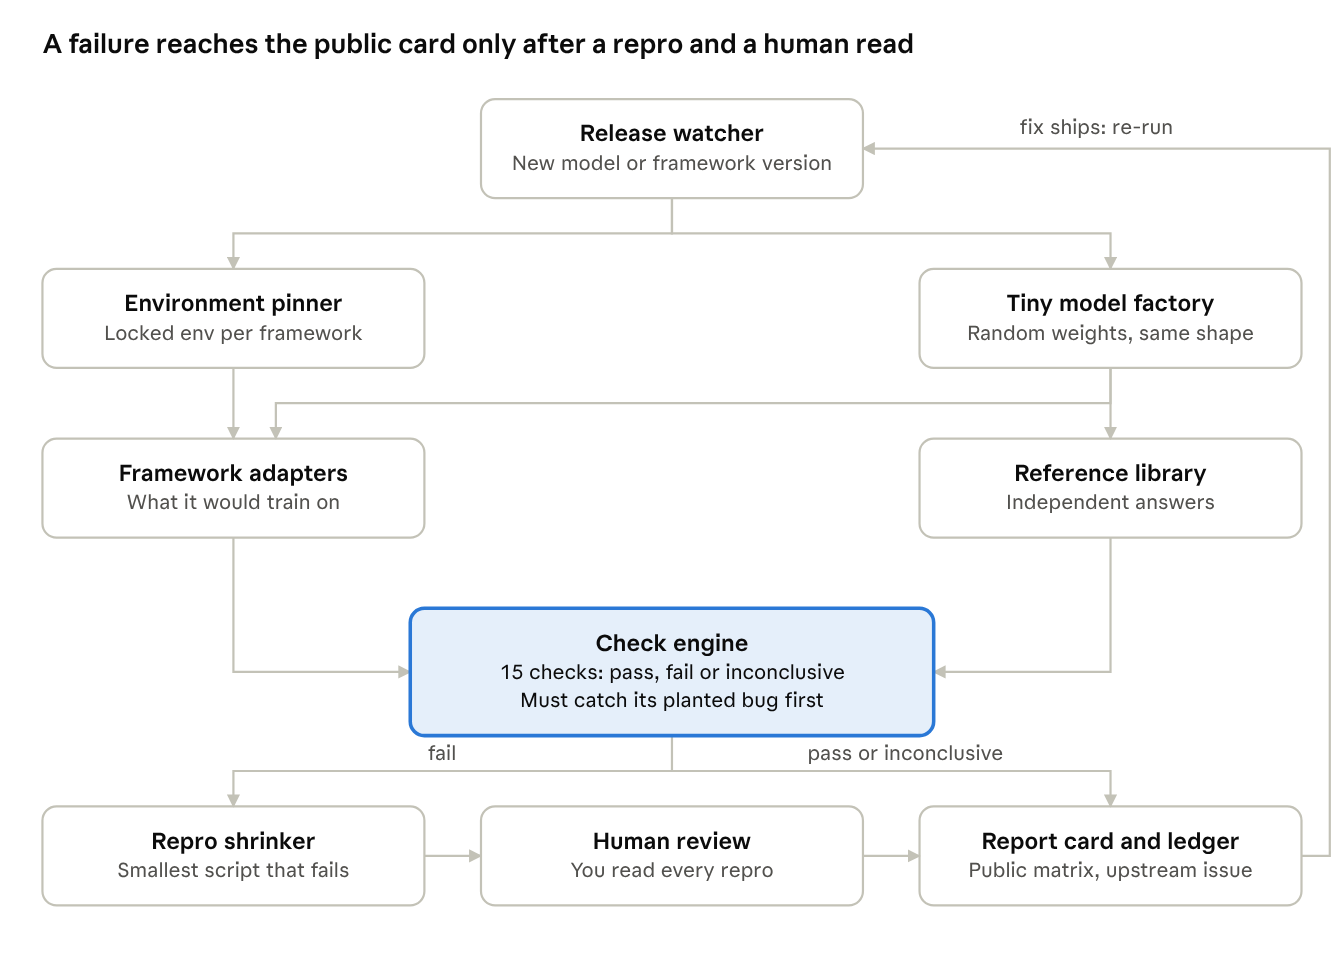 A failure reaches the public card only after a repro and a human read
Release watcher
New model or framework version
fix ships: re-run
Environment pinner
Locked env per framework
Tiny model factory
Random weights, same shape
Framework adapters
What it would train on
Reference library
Independent answers
Check engine
15 checks: pass, fail or inconclusive
Must catch its planted bug first
fail
pass or inconclusive
Repro shrinker
Smallest script that fails
Human review
You read every repro
Report card and ledger
Public matrix, upstream issue